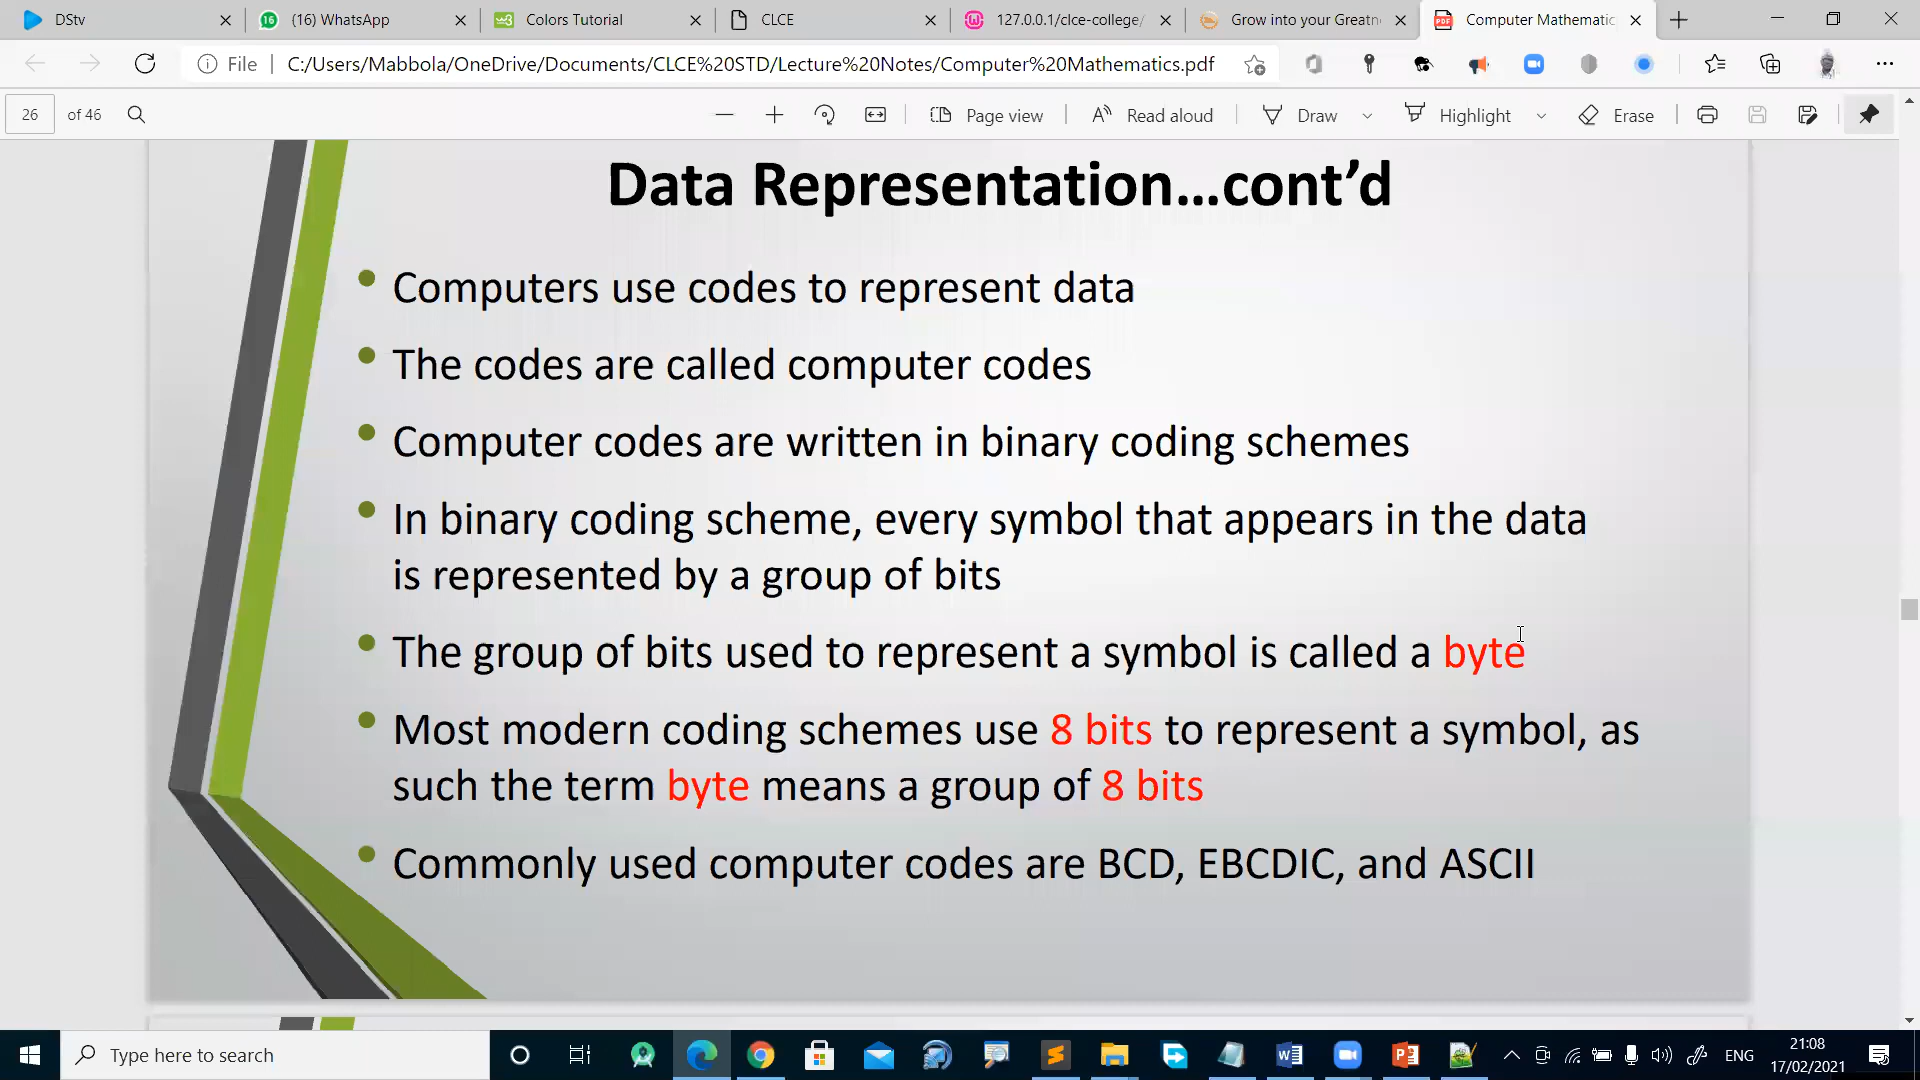 DStv
16
(16) WhatsApp
w3
Colors Tutorial
CLCE
127.0.0.1/clce-college/
Grow into your Greatn
PDF
Computer Mathematic
File
C:/Users/Mabbola/OneDrive/Documents/CLCE%20STD/Lecture%20Notes/Computer%20Mathematics.pdf
26 of 46
Page view
Read aloud
Draw
Highlight
Erase
Data Representation...cont’d
• Computers use codes to represent data
• The codes are called computer codes
• Computer codes are written in binary coding schemes
• In binary coding scheme, every symbol that appears in the data
is represented by a group of bits
• The group of bits used to represent a symbol is called a byte
• Most modern coding schemes use 8 bits to represent a symbol, as
such the term byte means a group of 8 bits
• Commonly used computer codes are BCD, EBCDIC, and ASCII
Type here to search
ENG
21:08
17/02/2021